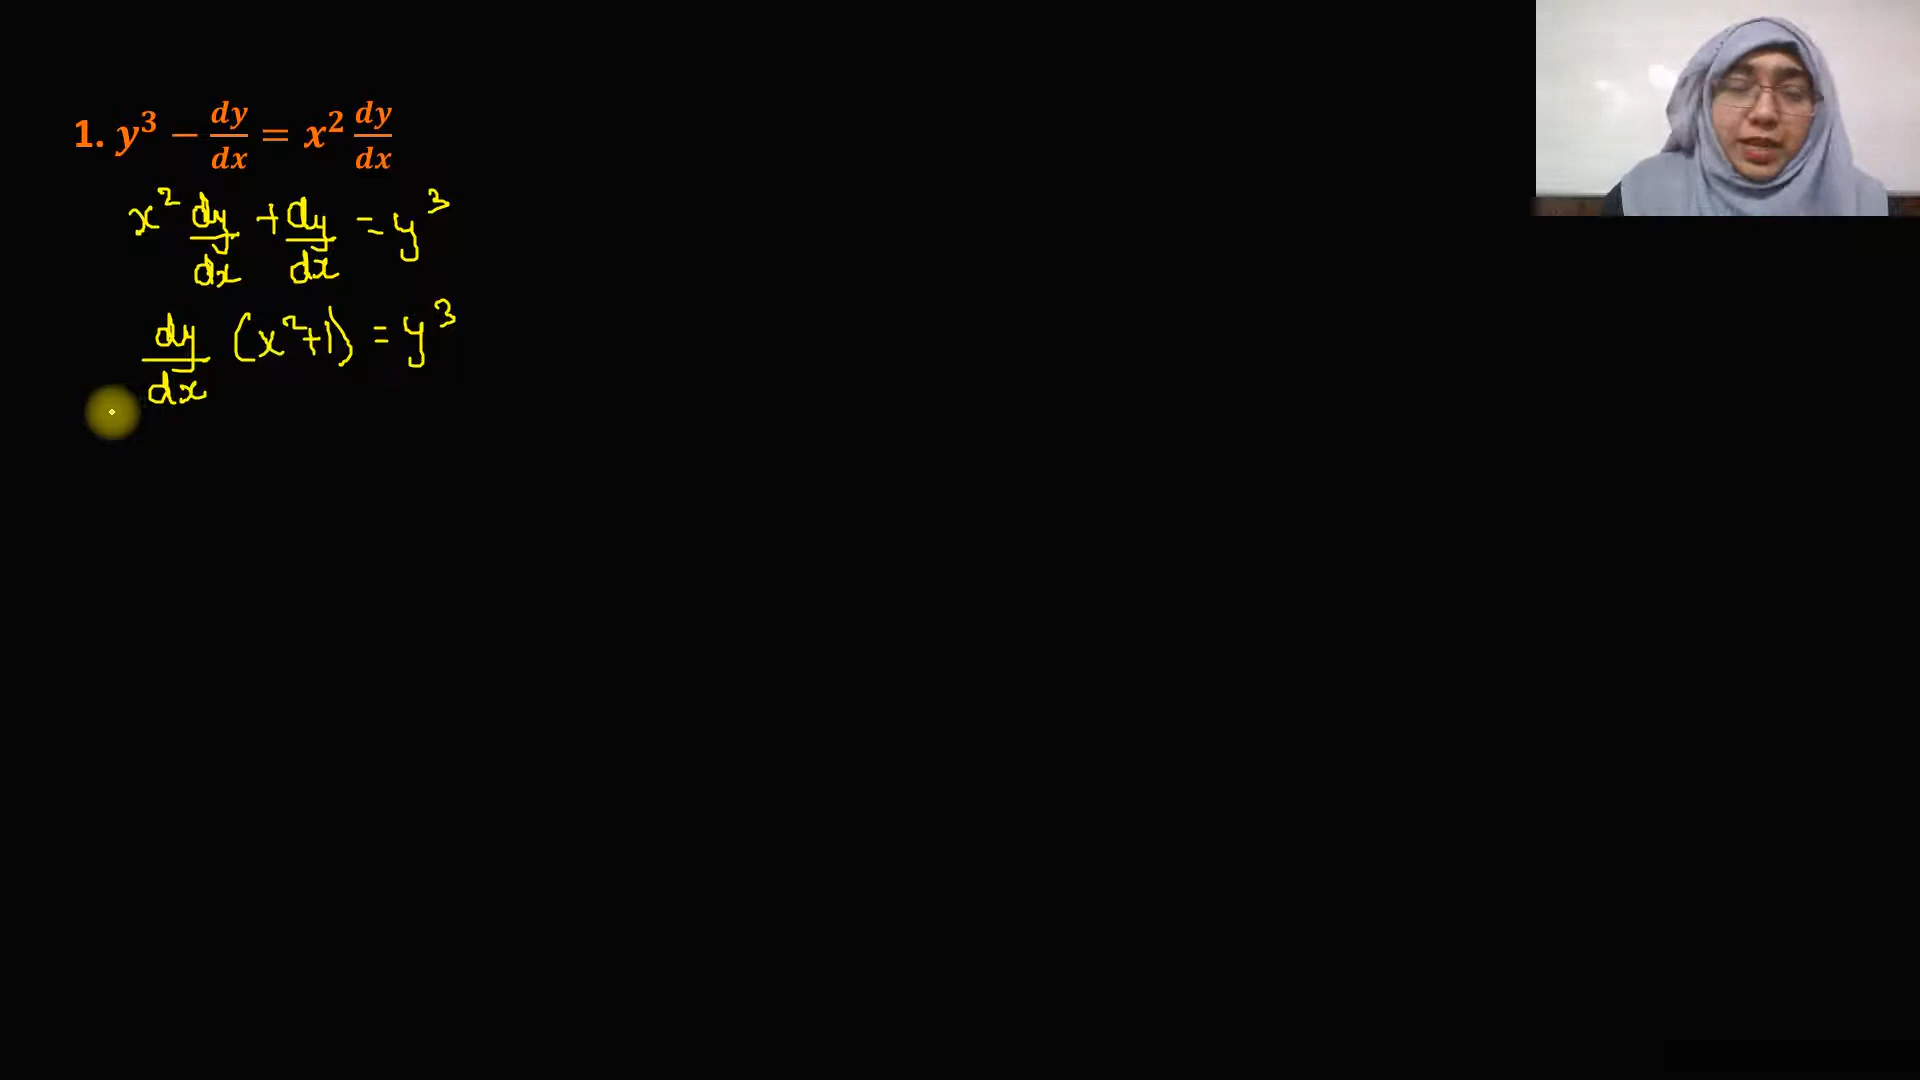 1. y³ − dy/dx = x² dy/dx
x² dy/dx + dy/dx = y³
dy/dx (x²+1) = y³